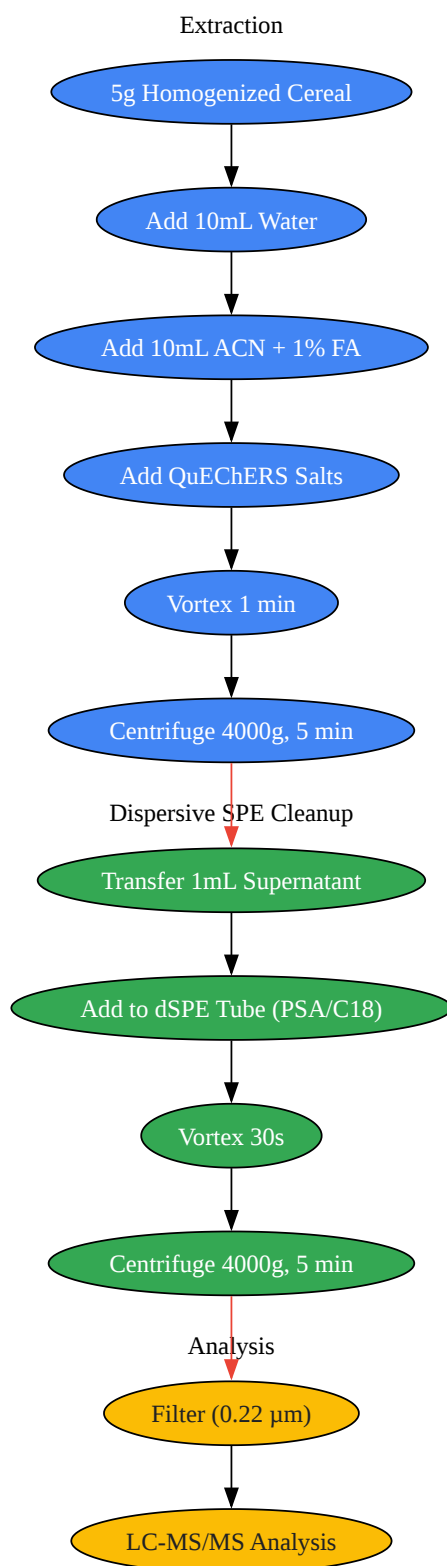 Extraction
5g Homogenized Cereal
Add 10mL Water
Add 10mL ACN + 1% FA
Add QuEChERS Salts
Vortex 1 min
Centrifuge 4000g, 5 min
Dispersive SPE Cleanup
Transfer 1mL Supernatant
Add to dSPE Tube (PSA/C18)
Vortex 30s
Centrifuge 4000g, 5 min
Analysis
Filter (0.22 µm)
LC-MS/MS Analysis